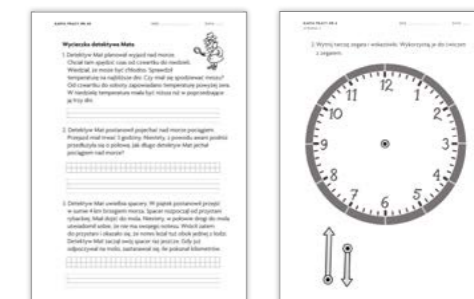 Wycieczka detektywa Mata
1. Detektyw Mat planował wyjazd nad morze.
Chciał tam spędzić czas od czwartku do niedzieli.
Wiedział, że może być chłodno. Sprawdził
temperaturę na najbliższe dni. Czy miał się spodziewać mrozu?
Od czwartku do soboty zapowiadano temperaturę powyżej zera.
W niedzielę temperatura miała być niższa niż w poprzedzające
ją trzy dni.
2. Detektyw Mat postanowił pojechać nad morze pociągiem.
Przejazd miał trwać 3 godziny. Niestety, z powodu awarii podróż
przedłużyła się o połowę. Jak długo detektyw Mat jechał
pociągiem nad morze?
3. Detektyw Mat uwielbia spacery. W piątek postanowił przejść
w sumie 4 km brzegiem morza. Spacer rozpoczął od przystani
rybackiej. Miał dojść do mola. Niestety, w połowie drogi do mola
uświadomił sobie, że nie ma swojego notesu. Wrócił zatem
do przystani i okazało się, że notes leżał tuż obok jednej z łodzi.
Detektyw Mat zaczął swój spacer raz jeszcze. Gdy już
odpoczywał na molo, zastanawiał się, ile pokonał kilometrów.
KARTA PRACY NR 6
2. Wytnij tarczę zegara i wskazówki. Wykorzystaj je do ćwiczeń
z zegarem.
12
11
1
10
2
9
3
8
4
7
5
6